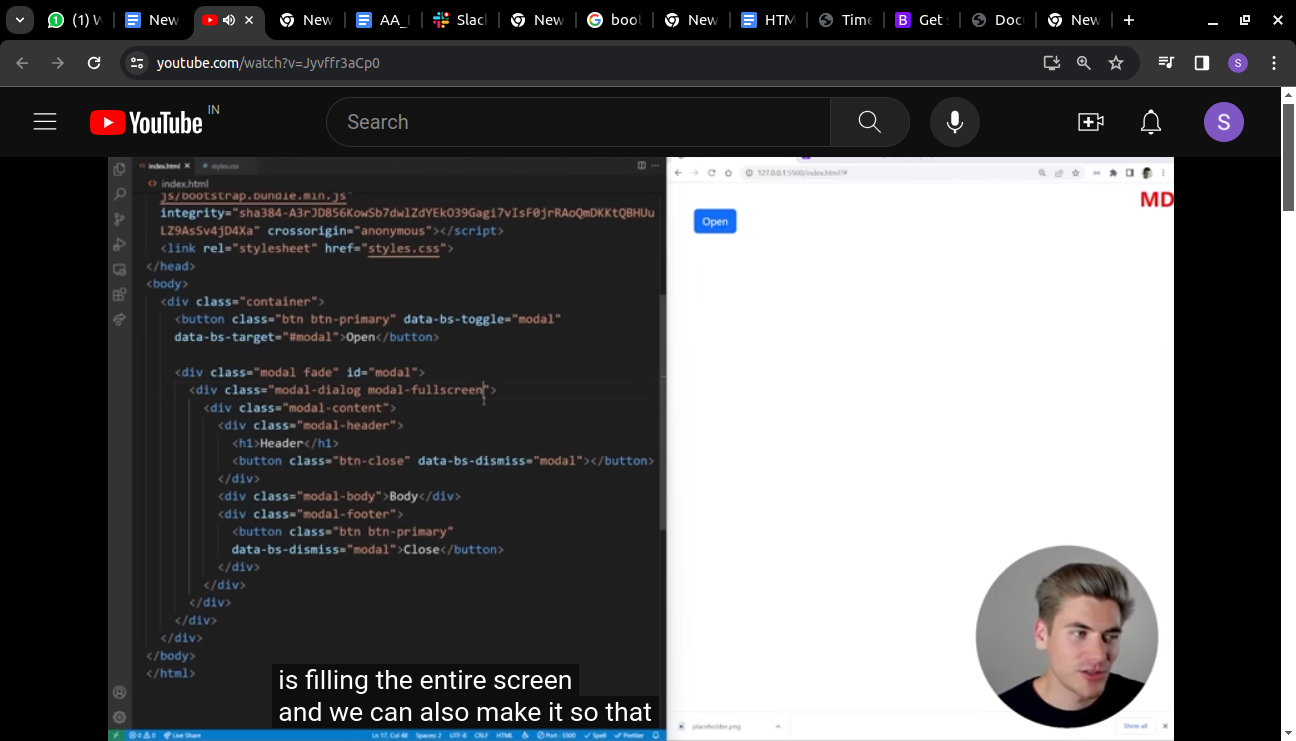 (1) W
New
New
AA_
Slac
New
boo
New
HTM
Time
Get
Doc
New
youtube.com/watch?v=Jyvffr3aCp0
S
YouTube IN
Search
S
index.html
styles.css
index.html
js/bootstrap.bundle.min.js"
integrity="sha384-A3rJD856KowSb7dwlZdYEkO39Gagi7vIsF0jrRAoQmDKKtQBHUu
LZ9AsSv4jD4Xa" crossorigin="anonymous"></script>
<link rel="stylesheet" href="styles.css">
</head>
<body>
<div class="container">
<button class="btn btn-primary" data-bs-toggle="modal"
data-bs-target="#modal">Open</button>
<div class="modal fade" id="modal">
<div class="modal-dialog modal-fullscreen">
<div class="modal-content">
<div class="modal-header">
<h1>Header</h1>
<button class="btn-close" data-bs-dismiss="modal"></button>
</div>
<div class="modal-body">Body</div>
<div class="modal-footer">
<button class="btn btn-primary"
data-bs-dismiss="modal">Close</button>
</div>
</div>
</div>
</div>
</div>
</body>
</html>
Live Share
Ln 17, Col 48
Spaces: 2
UTF-8
CRLF
HTML
Port : 5500
Spell
Prettier
127.0.0.1:5500/index.html?#
MD
Open
placeholder.png
Show all
is filling the entire screen
and we can also make it so that